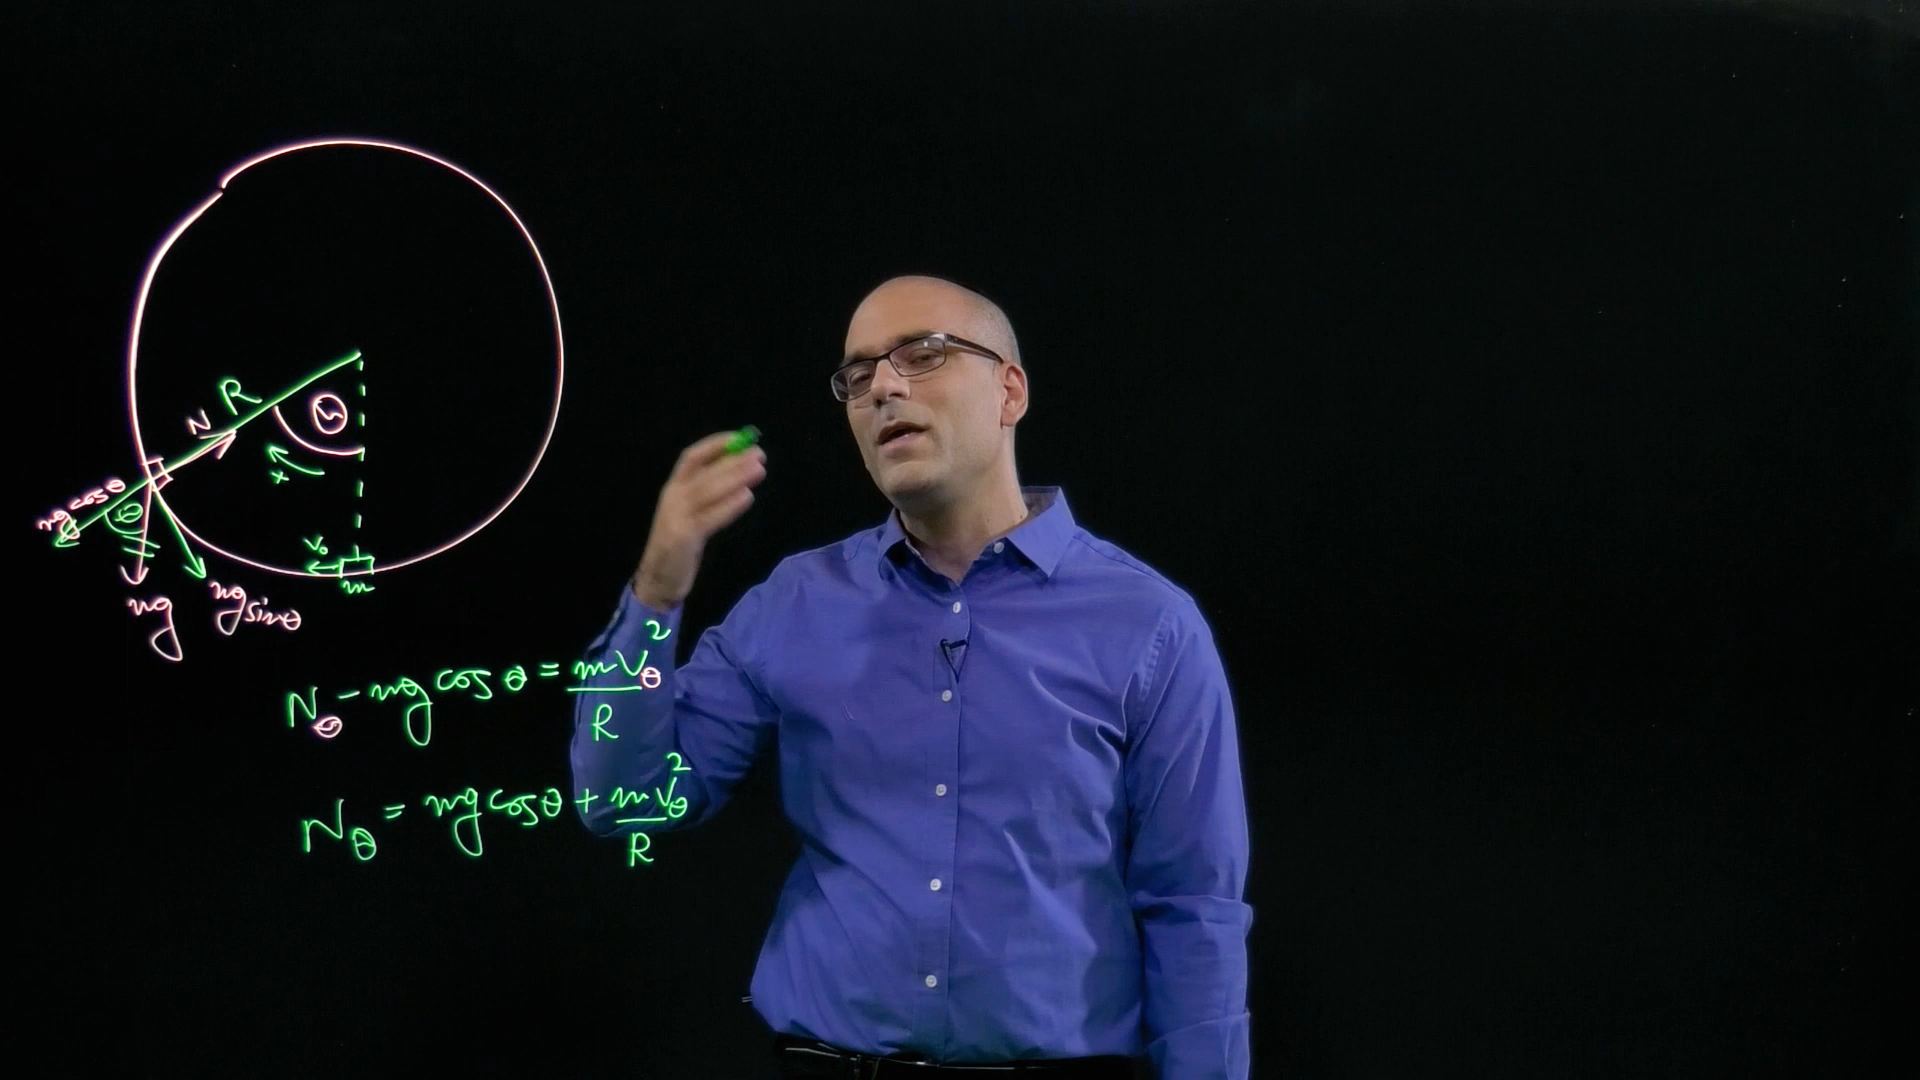 R
θ
N
x
mg cosθ
θ
V₀
m
mg
mg sinθ
N_θ - mg cos θ = mV_θ² / R
N_θ = mg cosθ + mV_θ² / R